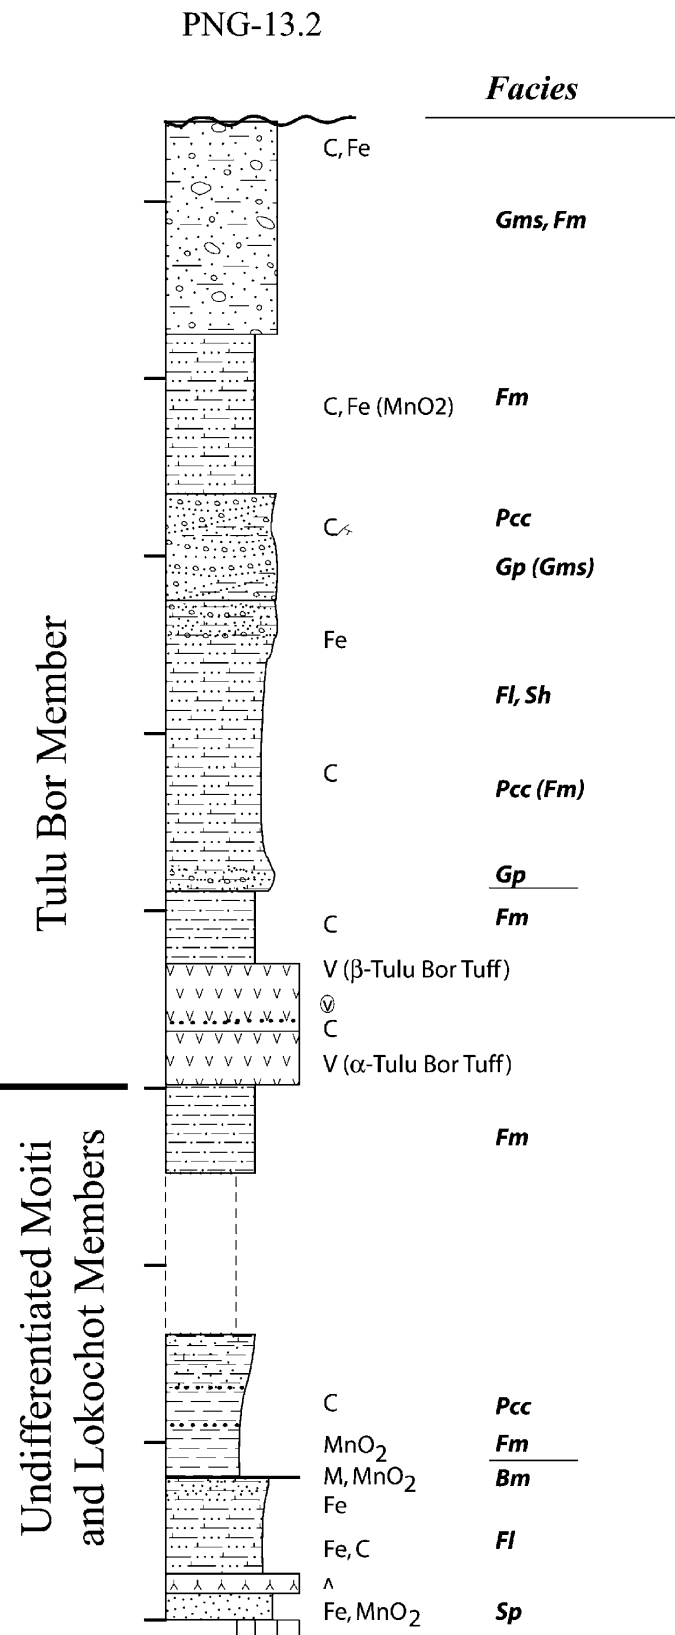 PNG-13.2
Facies
C, Fe
Gms, Fm
C, Fe (MnO2)
Fm
C
Pcc
Gp (Gms)
Fe
Fl, Sh
C
Pcc (Fm)
Gp
C
Fm
V (β-Tulu Bor Tuff)
V
C
V (α-Tulu Bor Tuff)
Fm
C
Pcc
MnO₂
Fm
M, MnO₂
Bm
Fe
Fe, C
Fl
Fe, MnO₂
Sp
Tulu Bor Member
Undifferentiated Moiti
and Lokochot Members